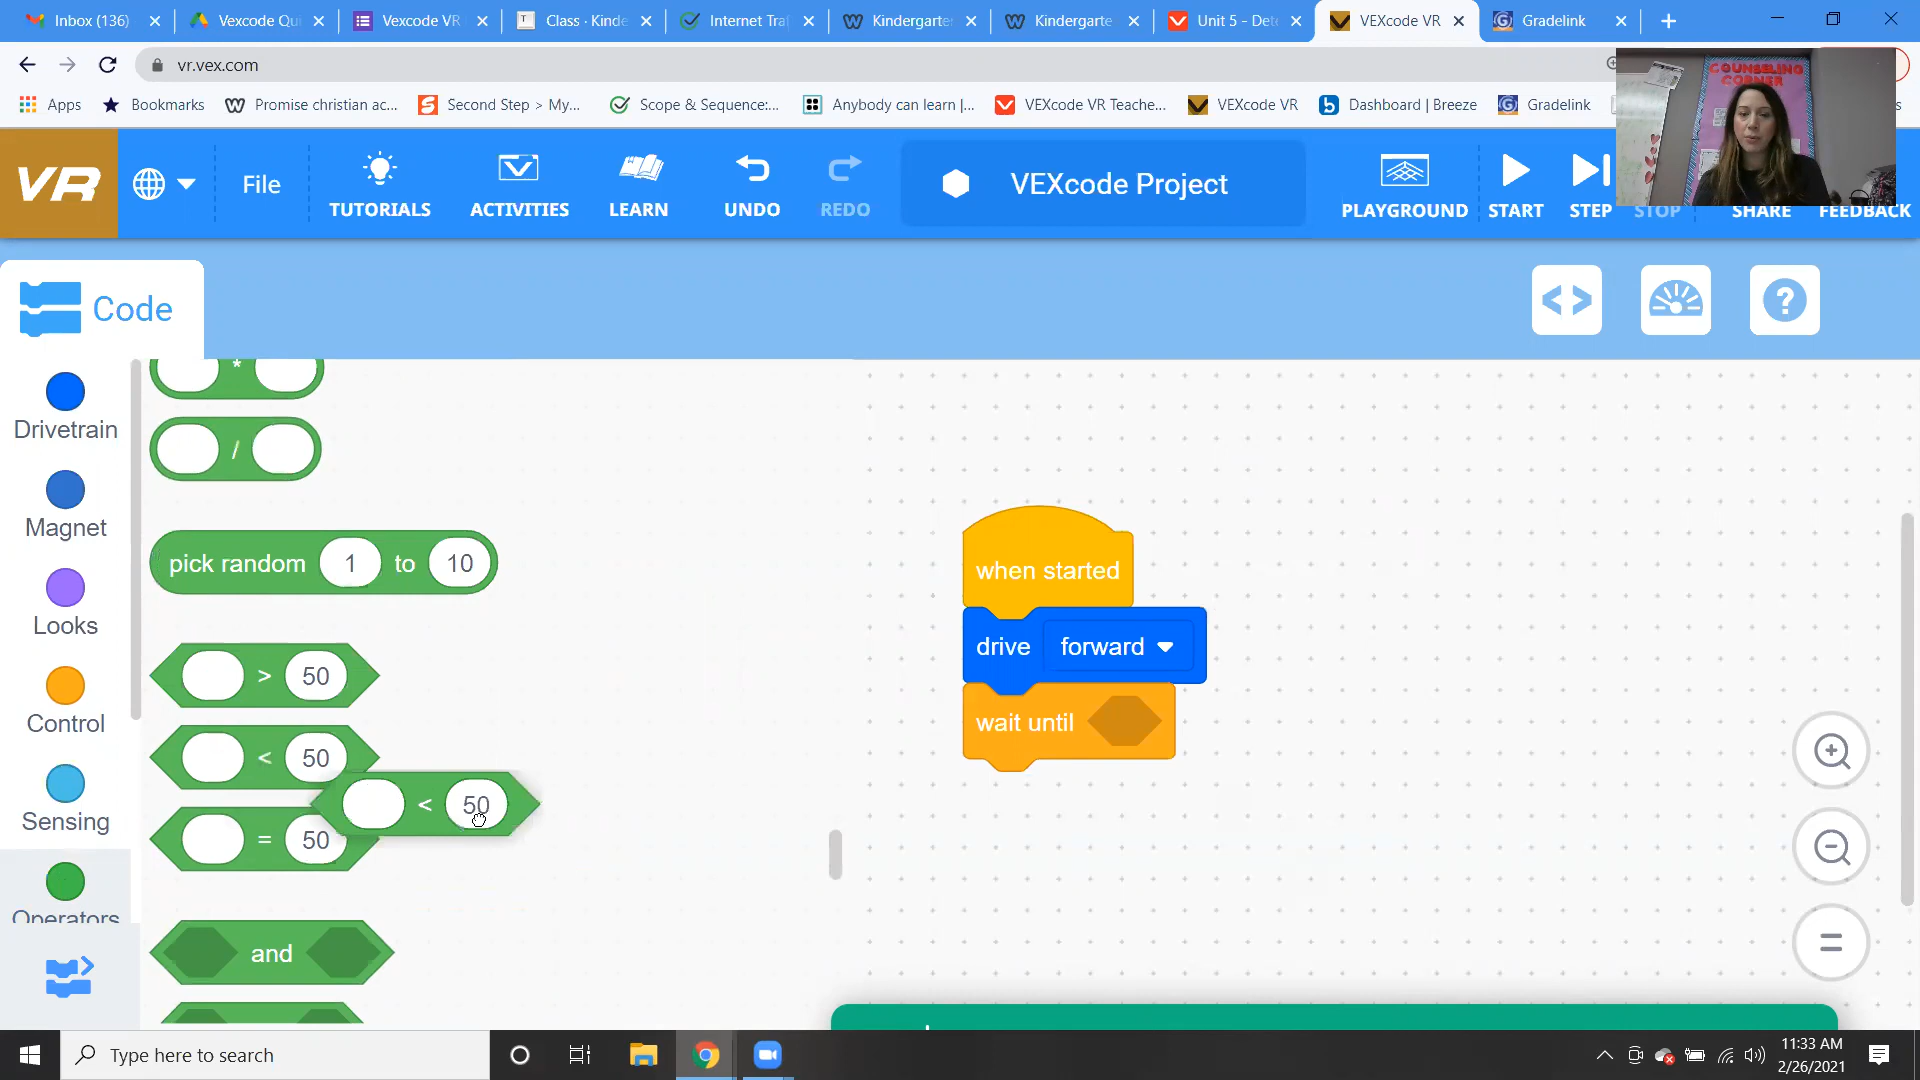 Inbox (136)
Vexcode Qui
Vexcode VR
Class · Kinde
Internet Trai
Kindergarte
Kindergarte
Unit 5 - Dete
VEXcode VR
Gradelink
vr.vex.com
Apps
Bookmarks
Promise christian ac...
Second Step > My...
Scope & Sequence:...
Anybody can learn |...
VEXcode VR Teache...
VEXcode VR
Dashboard | Breeze
Gradelink
COUNSELING
CORNER
VR
File
TUTORIALS
ACTIVITIES
LEARN
UNDO
REDO
VEXcode Project
PLAYGROUND
START
STEP
STOP
SHARE
FEEDBACK
Code
Drivetrain
Magnet
Looks
Control
Sensing
Operators
*
/
pick random 1 to 10
> 50
< 50
< 50
= 50
and
when started
drive forward
wait until
Type here to search
11:33 AM
2/26/2021